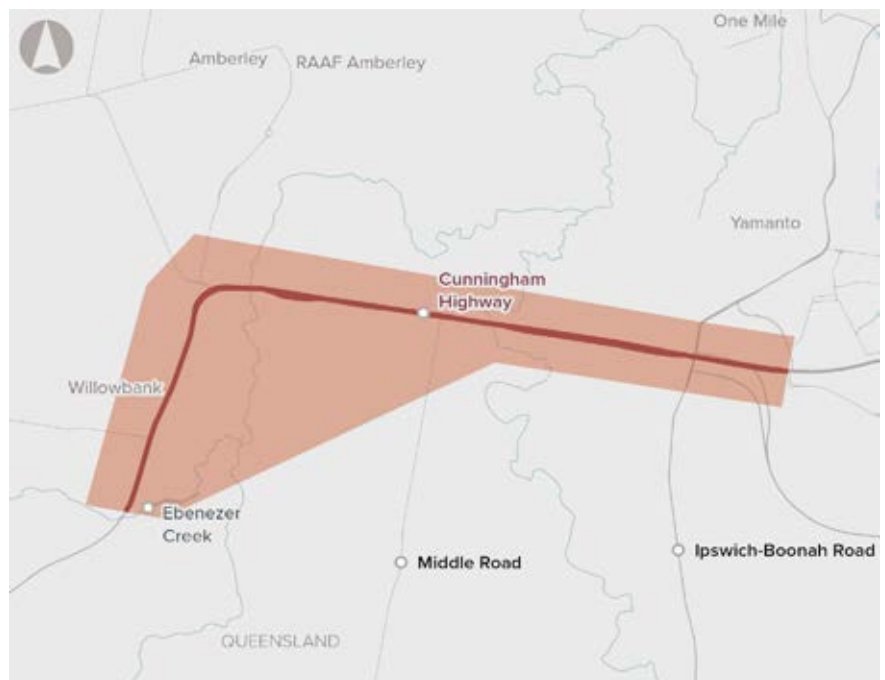 One Mile
Amberley
RAAF Amberley
Yamanto
Cunningham
Highway
Willowbank
Ebenezer
Creek
Middle Road
Ipswich-Boonah Road
QUEENSLAND